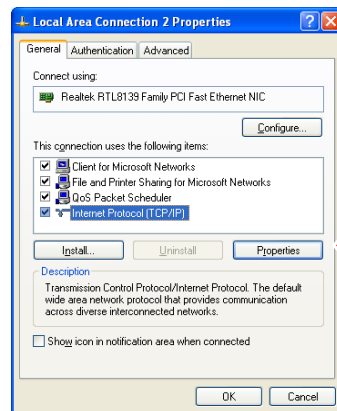 Local Area Connection 2 Properties
General Authentication Advanced
Connect using:
Realtek RTL8139 Family PCI Fast Ethernet NIC
Configure...
This connection uses the following items:
Client for Microsoft Networks
File and Printer Sharing for Microsoft Networks
QoS Packet Scheduler
Internet Protocol (TCP/IP)
Install... Uninstall Properties
Description
Transmission Control Protocol/Internet Protocol. The default
wide area network protocol that provides communication
across diverse interconnected networks.
Show icon in notification area when connected
OK Cancel